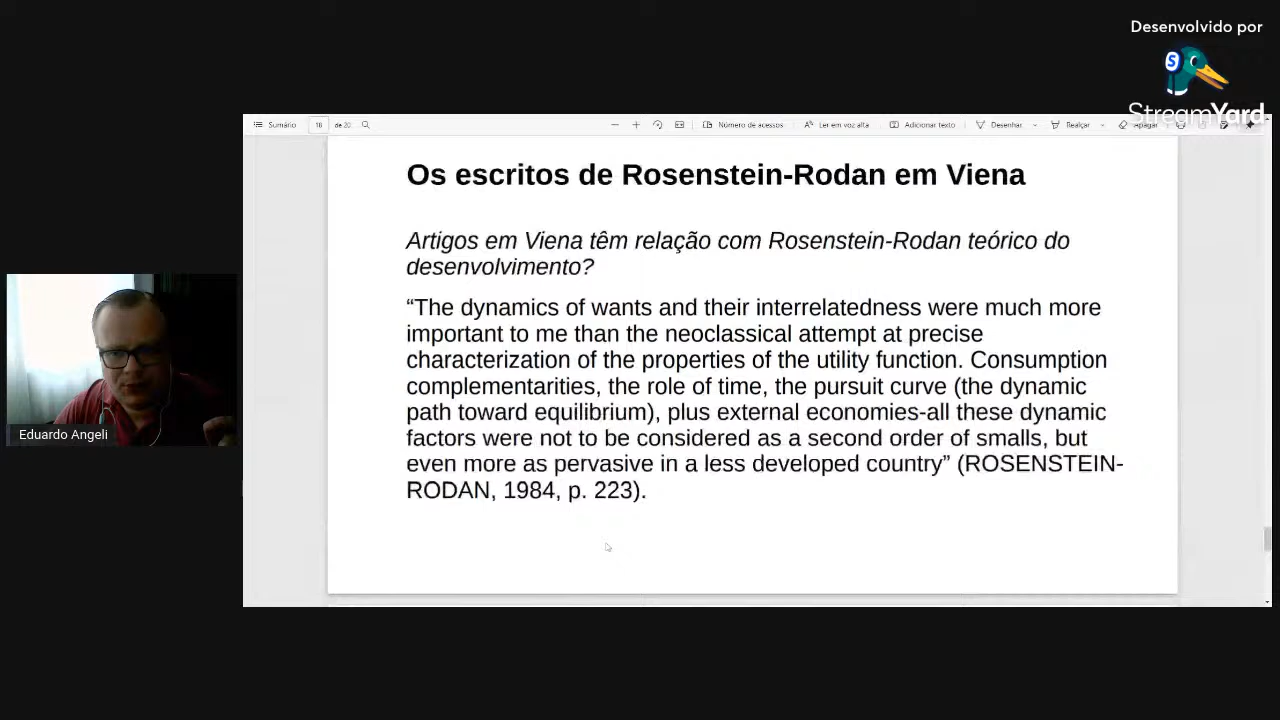 Desenvolvido por
StreamYard
Sumário 18 de 20 Número de acessos Ler em voz alta Adicionar texto Desenhar Realçar Apagar
Os escritos de Rosenstein-Rodan em Viena
Artigos em Viena têm relação com Rosenstein-Rodan teórico do
desenvolvimento?
“The dynamics of wants and their interrelatedness were much more
important to me than the neoclassical attempt at precise
characterization of the properties of the utility function. Consumption
complementarities, the role of time, the pursuit curve (the dynamic
path toward equilibrium), plus external economies-all these dynamic
factors were not to be considered as a second order of smalls, but
even more as pervasive in a less developed country” (ROSENSTEIN-
RODAN, 1984, p. 223).
Eduardo Angeli